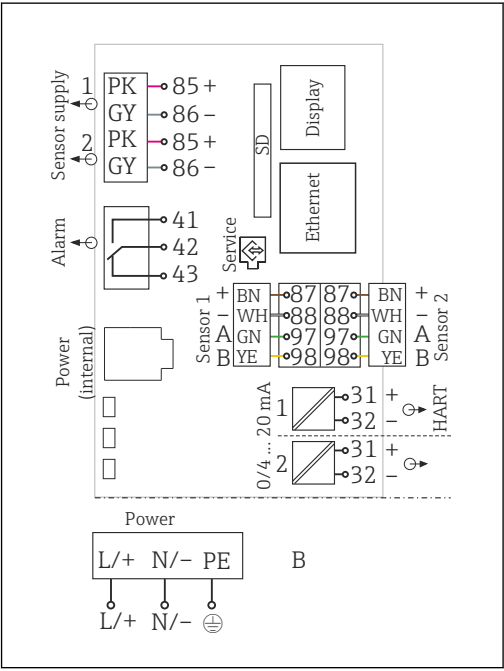 Sensor supply
1 PK 85 +
GY 86 –
2 PK 85 +
GY 86 –
Display
SD
Ethernet
Alarm
41
42
43
Service
Power
(internal)
Sensor 1
+ BN 87 87 BN +
– WH 88 88 WH –
A GN 97 97 GN A
B YE 98 98 YE B
Sensor 2
0/4 ... 20 mA
1 31 +
32 –
HART
2 31 +
32 –
Power
L/+ N/– PE
B
L/+ N/–